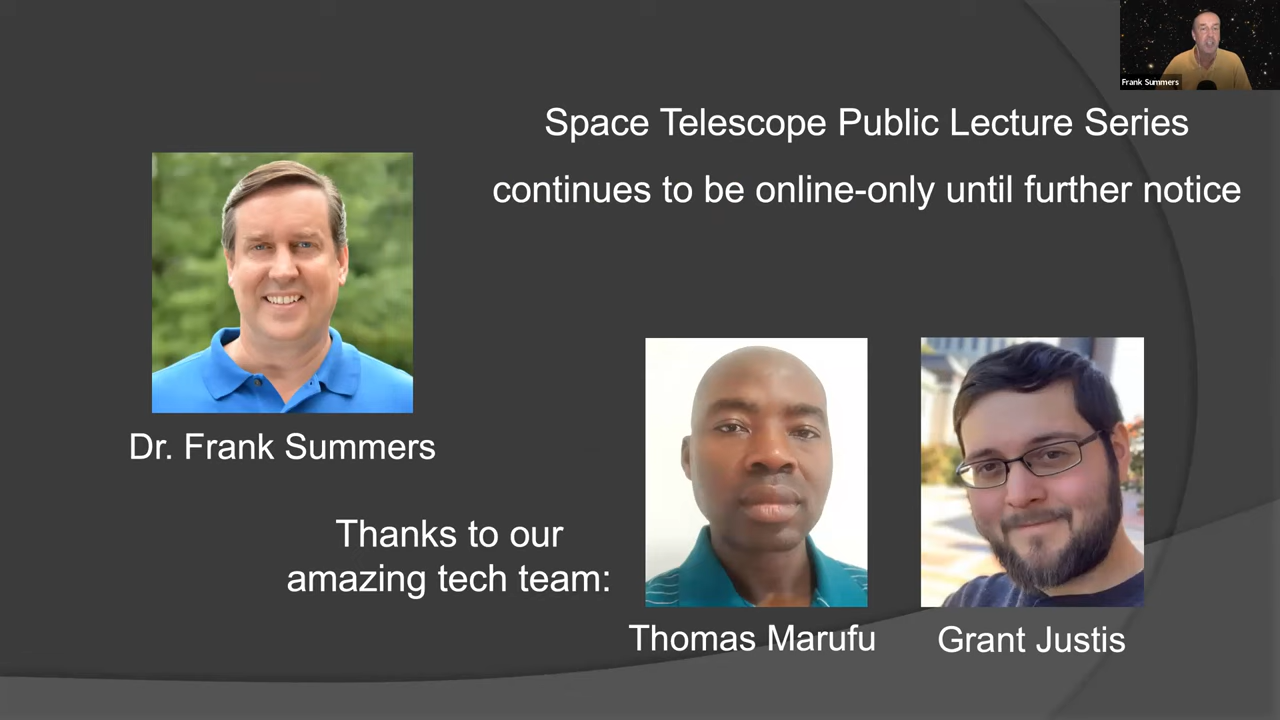 Frank Summers
Space Telescope Public Lecture Series
continues to be online-only until further notice
Dr. Frank Summers
Thanks to our
amazing tech team:
Thomas Marufu
Grant Justis